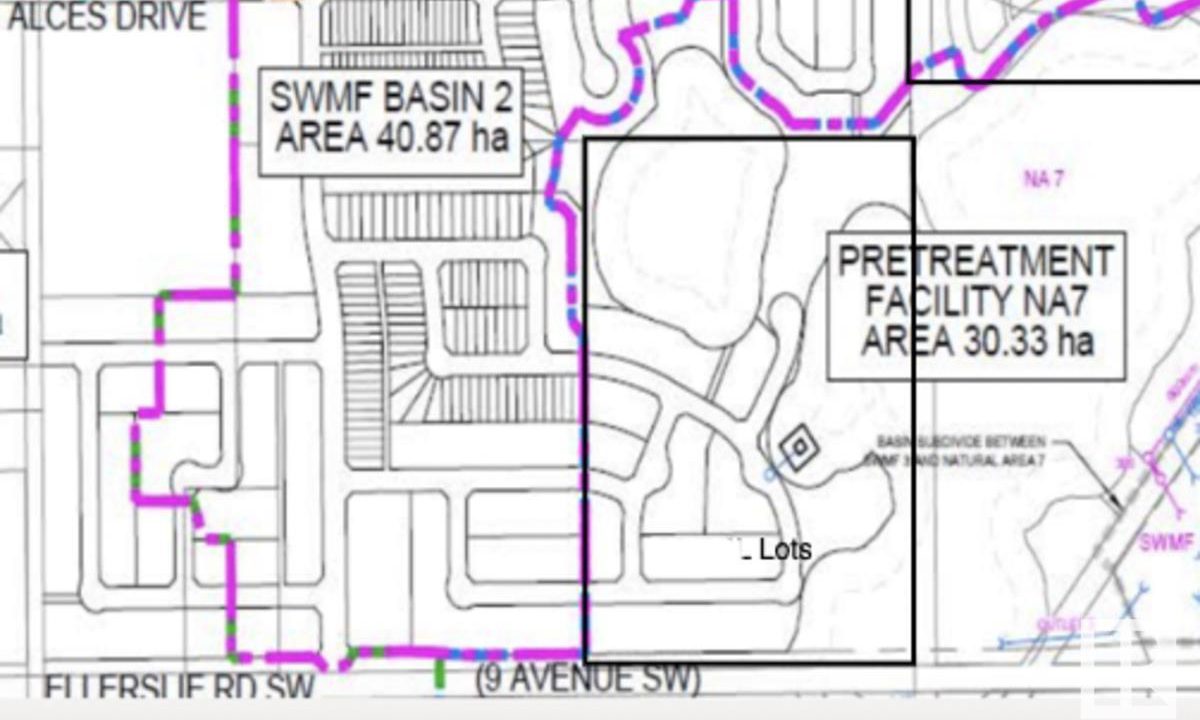 ALCES DRIVE
SWMF BASIN 2
AREA 40.87 ha
NA 7
PRETREATMENT
FACILITY NA7
AREA 30.33 ha
BASIN SUBDIVIDE BETWEEN
SWMF 3 AND NATURAL AREA 7
Lots
SWMF
OUTLET
ELLERSLIE RD SW
(9 AVENUE SW)